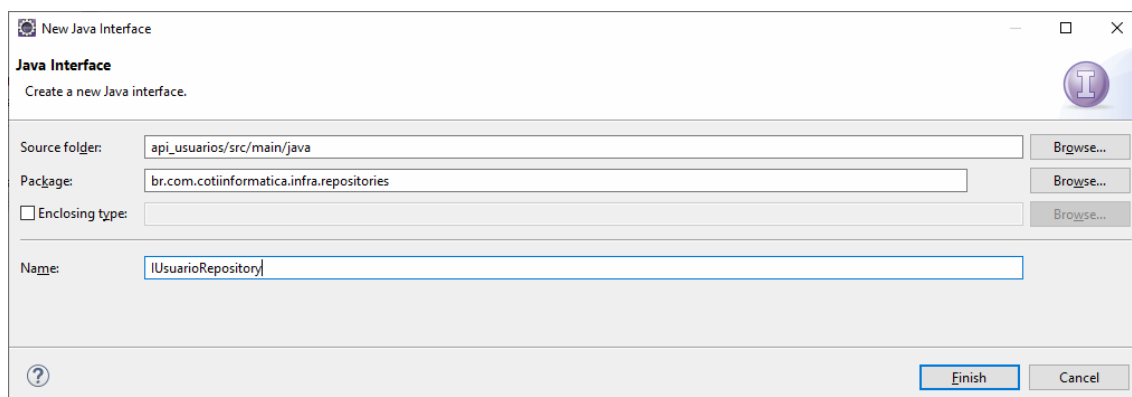 New Java Interface
Java Interface
Create a new Java interface.
Source folder: api_usuarios/src/main/java Browse...
Package: br.com.cotiinformatica.infra.repositories Browse...
Enclosing type: Browse...
Name: IUsuarioRepository
Finish Cancel